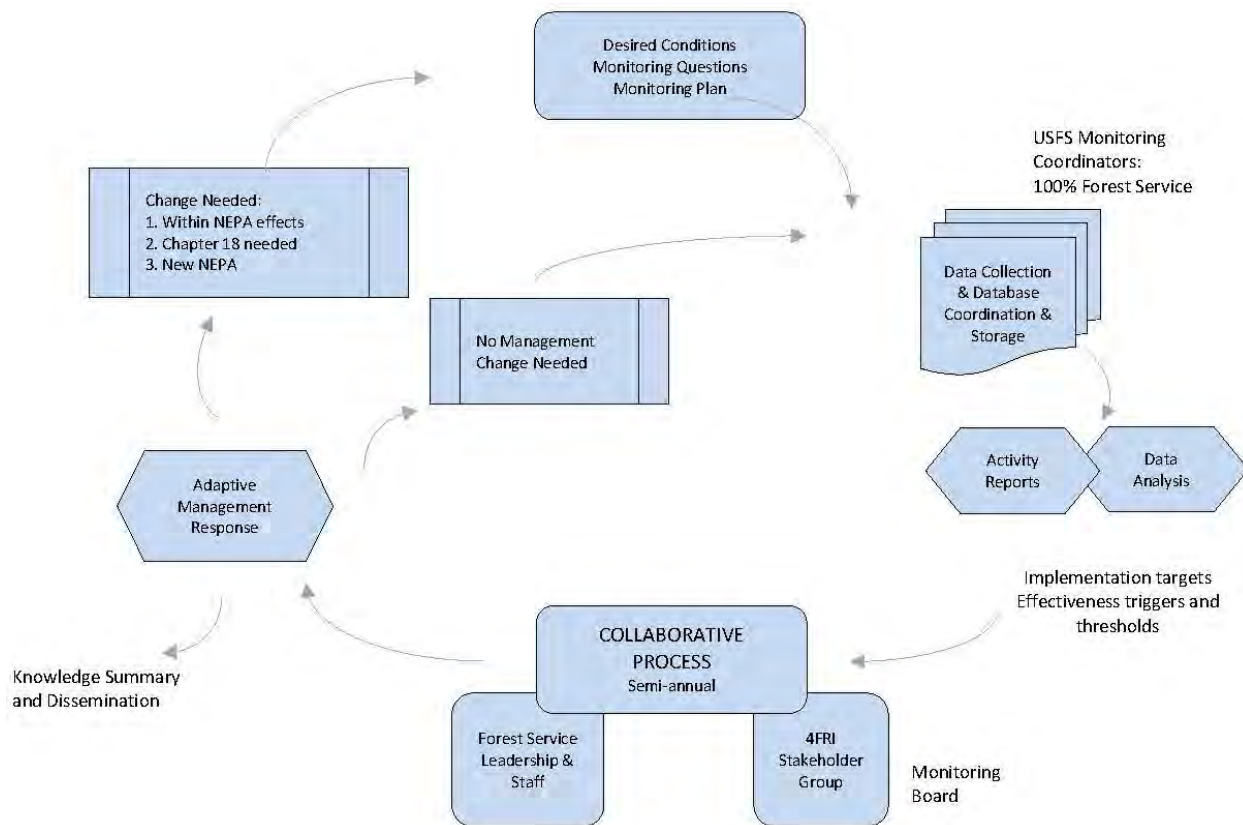 Desired Conditions
Monitoring Questions
Monitoring Plan
USFS Monitoring
Coordinators:
100% Forest Service
Change Needed:
1. Within NEPA effects
2. Chapter 18 needed
3. New NEPA
Data Collection
& Database
Coordination &
Storage
No Management
Change Needed
Activity
Reports
Data
Analysis
Adaptive
Management
Response
Implementation targets
Effectiveness triggers and
thresholds
COLLABORATIVE
PROCESS
Semi-annual
Knowledge Summary
and Dissemination
Forest Service
Leadership &
Staff
4FRI
Stakeholder
Group
Monitoring
Board